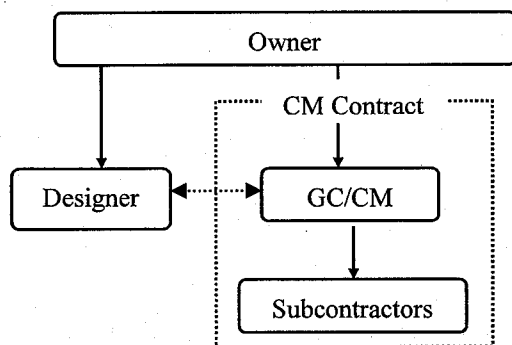 Owner
CM Contract
Designer
GC/CM
Subcontractors